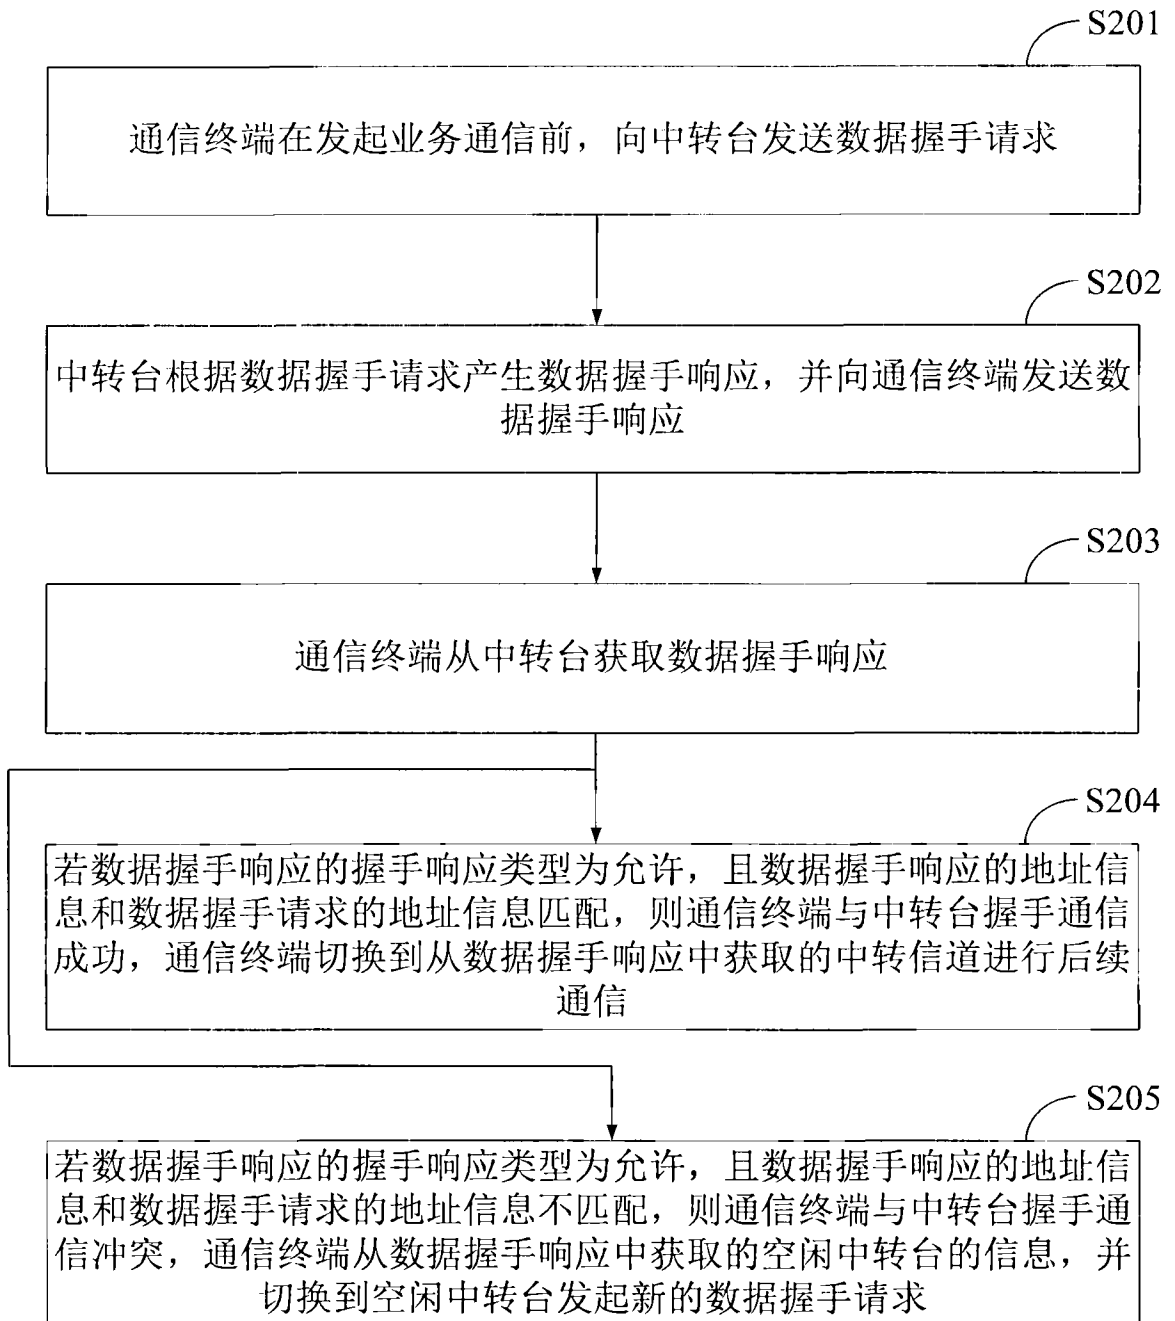 S201
通信终端在发起业务通信前，向中转台发送数据握手请求
S202
中转台根据数据握手请求产生数据握手响应，并向通信终端发送数
据握手响应
S203
通信终端从中转台获取数据握手响应
S204
若数据握手响应的握手响应类型为允许，且数据握手响应的地址信
息和数据握手请求的地址信息匹配，则通信终端与中转台握手通信
成功，通信终端切换到从数据握手响应中获取的中转信道进行后续
通信
S205
若数据握手响应的握手响应类型为允许，且数据握手响应的地址信
息和数据握手请求的地址信息不匹配，则通信终端与中转台握手通
信冲突，通信终端从数据握手响应中获取的空闲中转台的信息，并
切换到空闲中转台发起新的数据握手请求